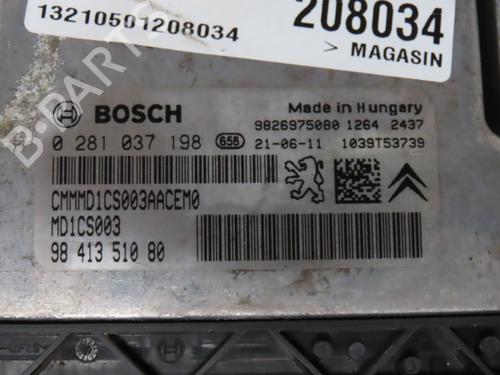 13210501208034
208034
> MAGASIN
B-PARTS
BOSCH
Made in Hungary
9826975080 1264 2437
0 281 037 198 658 21-06-11 1039T53739
CMMMD1CS003AACEM0
MD1CS003
98 413 510 80